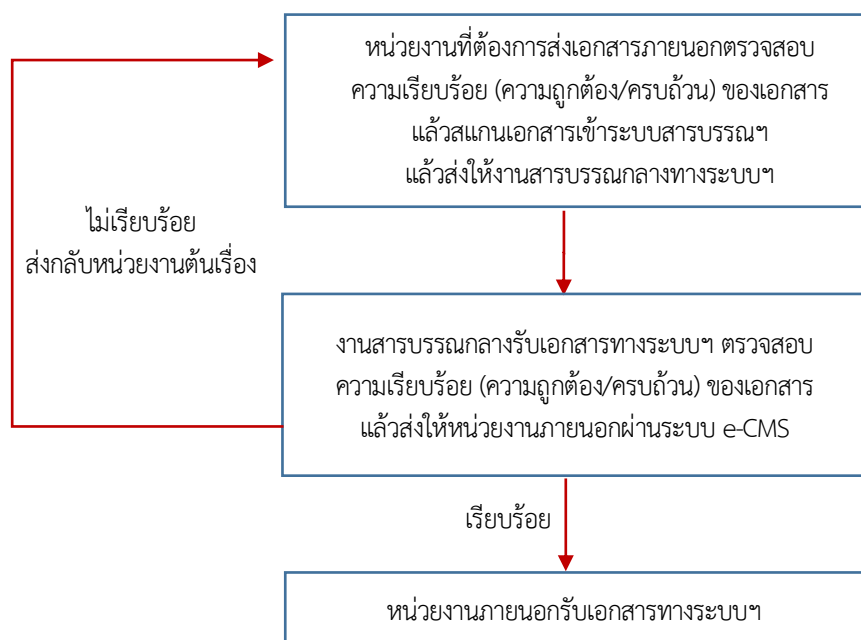 หน่วยงานที่ต้องการส่งเอกสารภายนอกตรวจสอบ
ความเรียบร้อย (ความถูกต้อง/ครบถ้วน) ของเอกสาร
แล้วสแกนเอกสารเข้าระบบสารบรรณฯ
แล้วส่งให้งานสารบรรณกลางทางระบบฯ
ไม่เรียบร้อย
ส่งกลับหน่วยงานต้นเรื่อง
งานสารบรรณกลางรับเอกสารทางระบบฯ ตรวจสอบ
ความเรียบร้อย (ความถูกต้อง/ครบถ้วน) ของเอกสาร
แล้วส่งให้หน่วยงานภายนอกผ่านระบบ e-CMS
เรียบร้อย
หน่วยงานภายนอกรับเอกสารทางระบบฯ